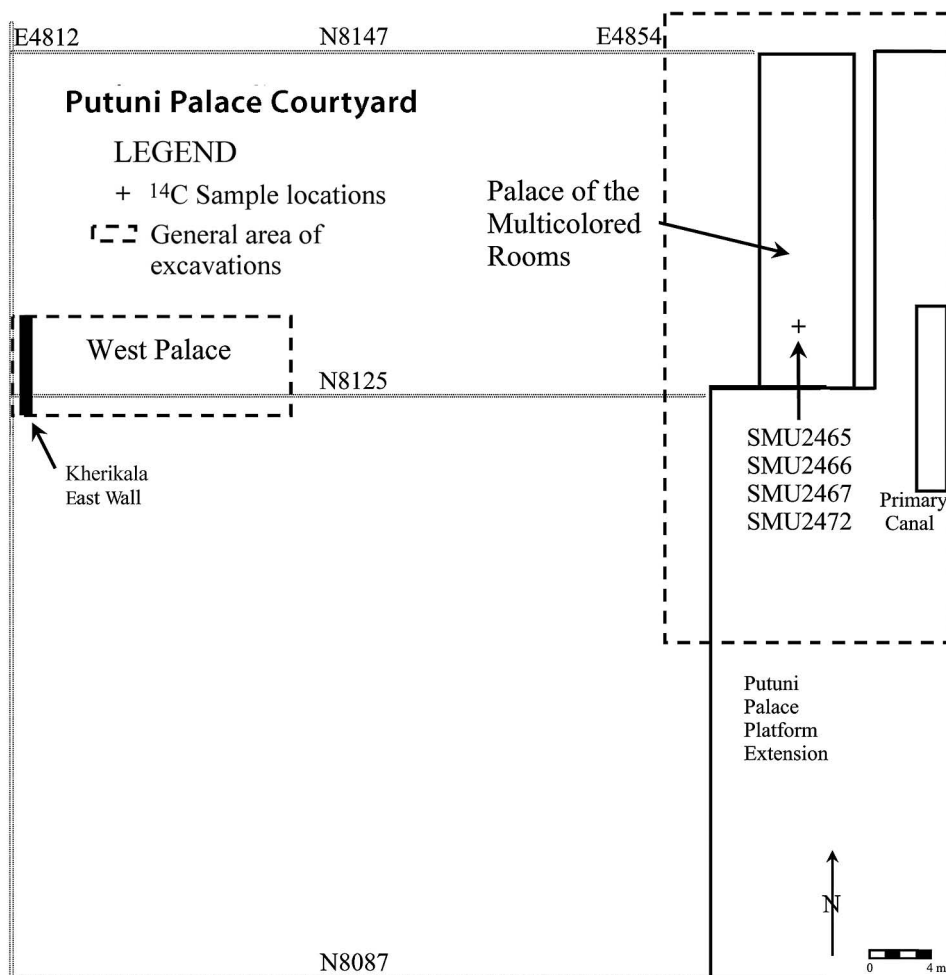 E4812 N8147 E4854
Putuni Palace Courtyard
LEGEND
+ ¹⁴C Sample locations
General area of
excavations
Palace of the
Multicolored
Rooms
West Palace
N8125
Kherikala
East Wall
SMU2465
SMU2466
SMU2467
SMU2472
Primary
Canal
Putuni
Palace
Platform
Extension
N
N8087
0 4 m